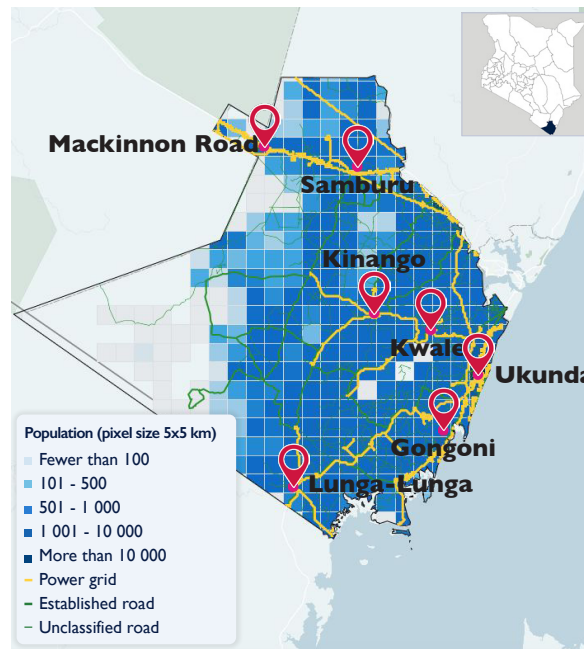 Mackinnon Road
Samburu
Kinango
Kwale
Ukunda
Gongoni
Lunga-Lunga
Population (pixel size 5x5 km)
Fewer than 100
101 - 500
501 - 1 000
1 001 - 10 000
More than 10 000
Power grid
Established road
Unclassified road